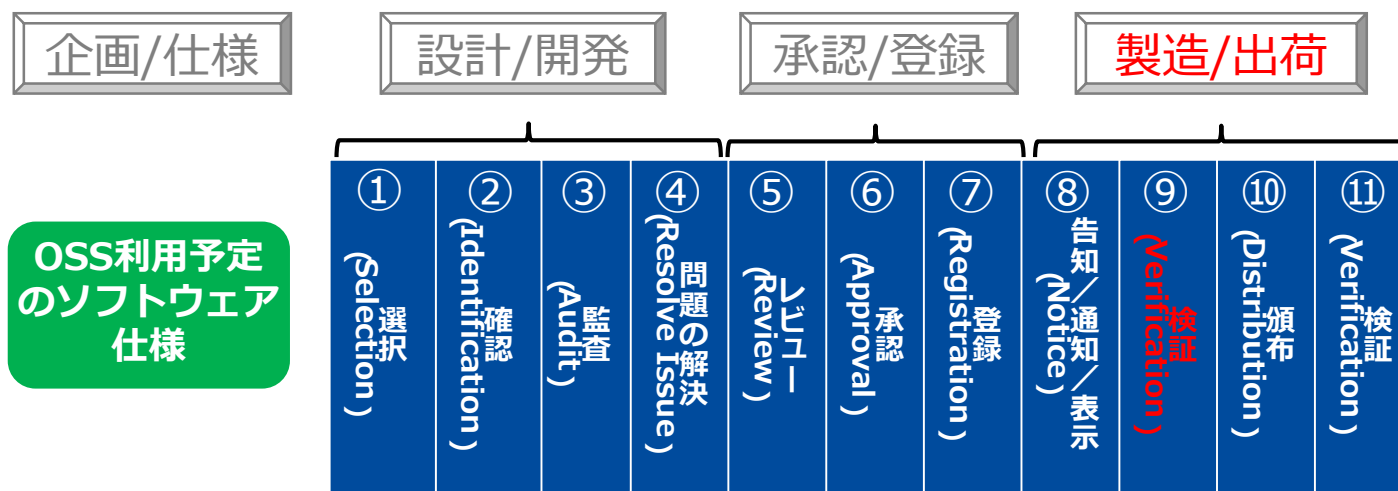 企画/仕様
設計/開発
承認/登録
製造/出荷
OSS利用予定
のソフトウェア
仕様
①
選択
(Selection)
②
確認
(Identification)
③
監査
(Audit)
④
問題の解決
(Resolve Issue)
⑤
レビュー
(Review)
⑥
承認
(Approval)
⑦
登録
(Registration)
⑧
告知/通知/表示
(Notice)
⑨
検証
(Verification)
⑩
頒布
(Distribution)
⑪
検証
(Verification)